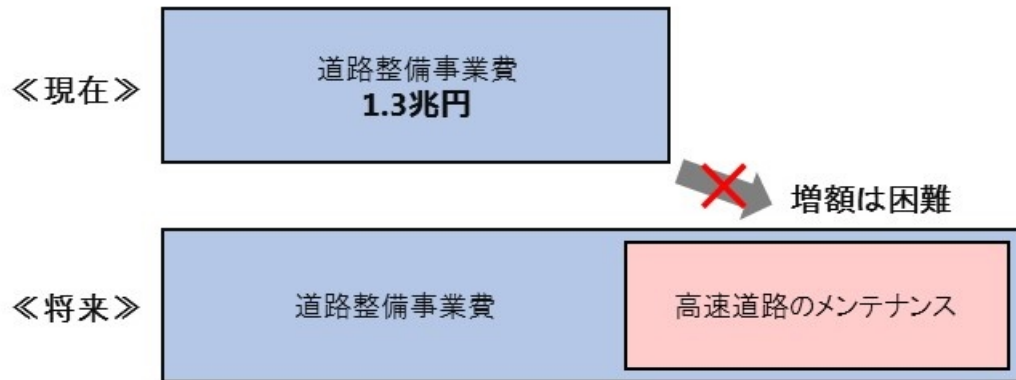 ≪現在≫
道路整備事業費
1.3兆円
増額は困難
≪将来≫
道路整備事業費
高速道路のメンテナンス